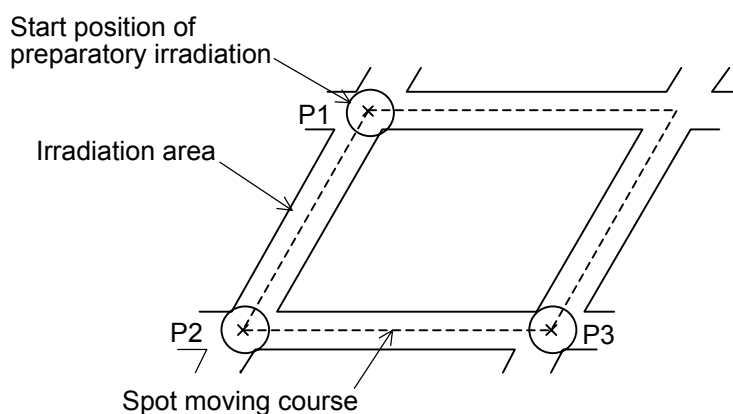 Start position of
preparatory irradiation
P1
Irradiation area
P2
P3
Spot moving course